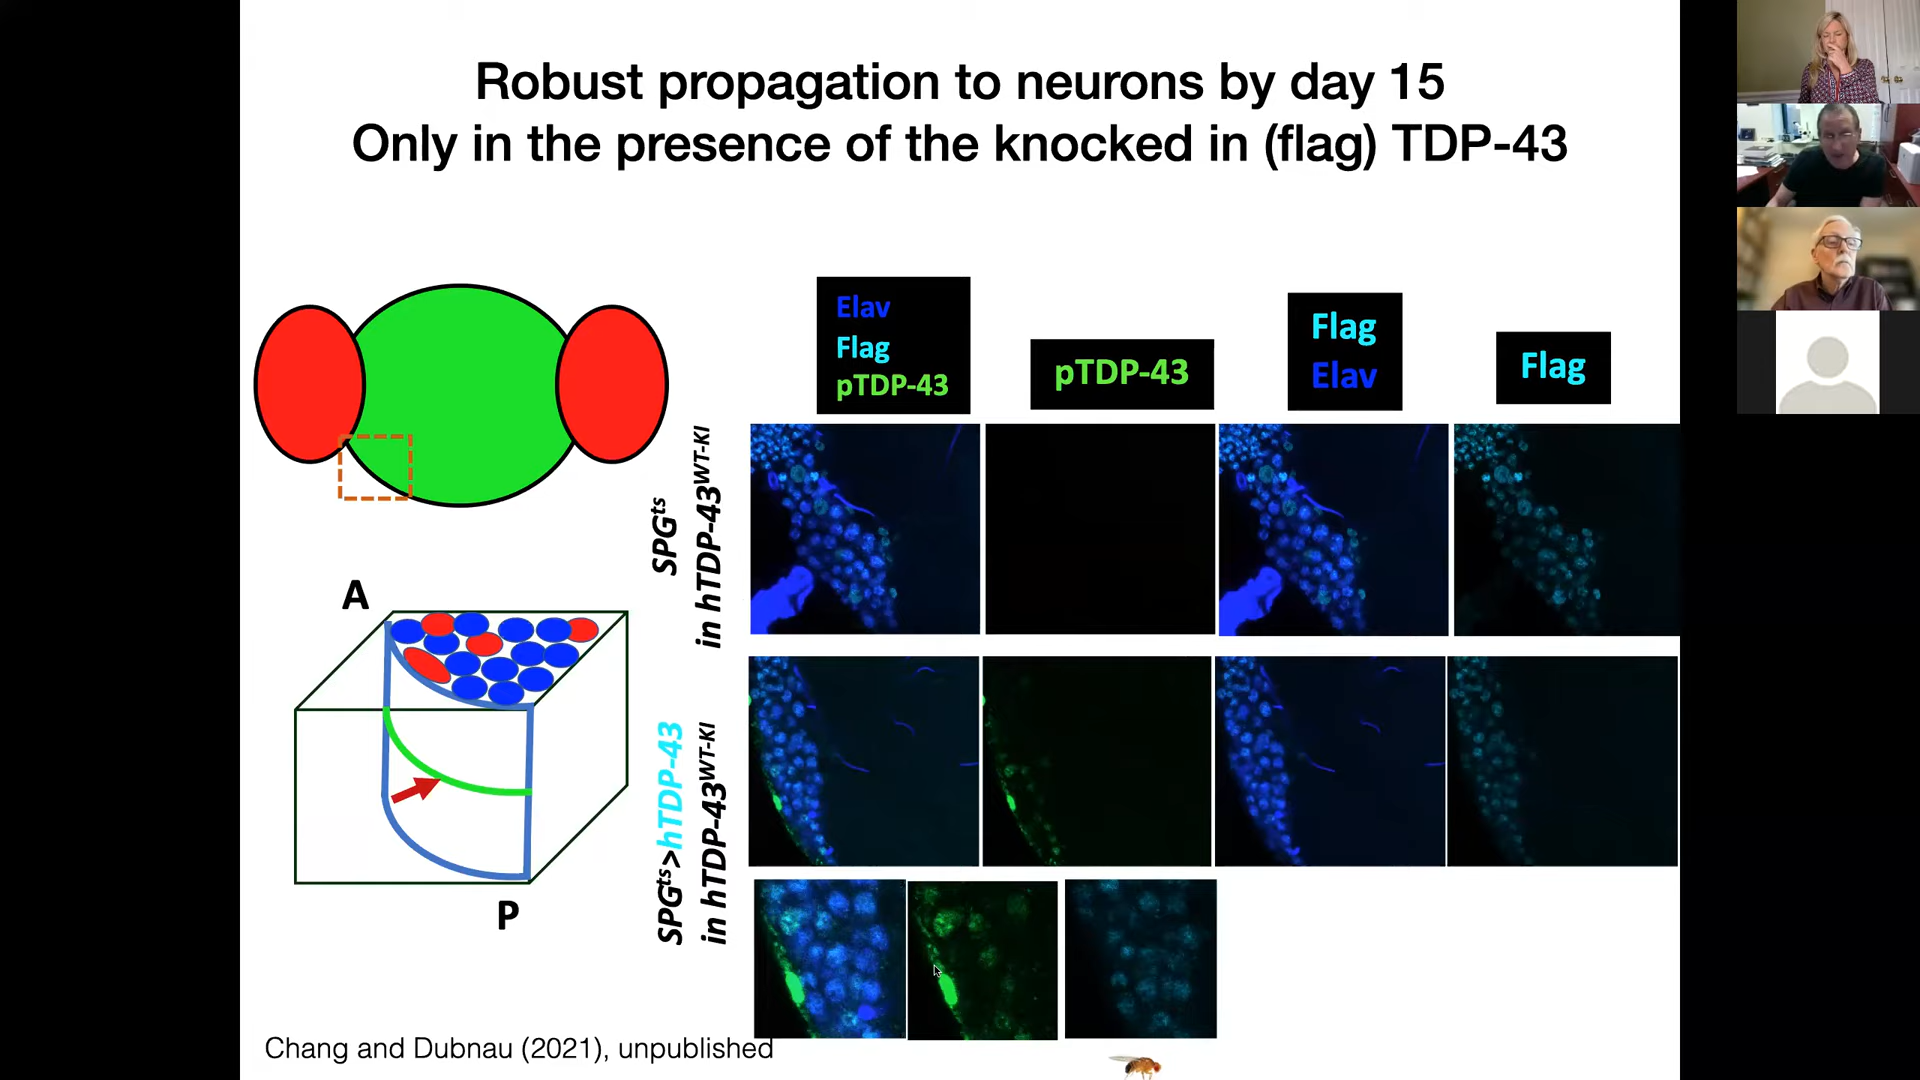 Robust propagation to neurons by day 15
Only in the presence of the knocked in (flag) TDP-43
Elav
Flag
pTDP-43
pTDP-43
Flag
Elav
Flag
SPGts
in hTDP-43WT-KI
A
P
SPGts>hTDP-43
in hTDP-43WT-KI
Chang and Dubnau (2021), unpublished